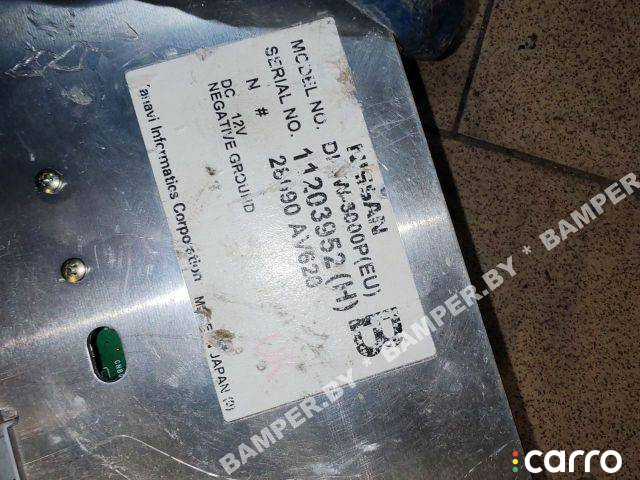 NISSAN
MODEL NO.
SERIAL NO. 11203952(H)
N # AV620
B
DC 12V
NEGATIVE GROUND
Informatics Corporation
JAPAN (9)
BAMPER.BY * BAMPER.BY * BAMPER.BY * BAMPER.BY
carro